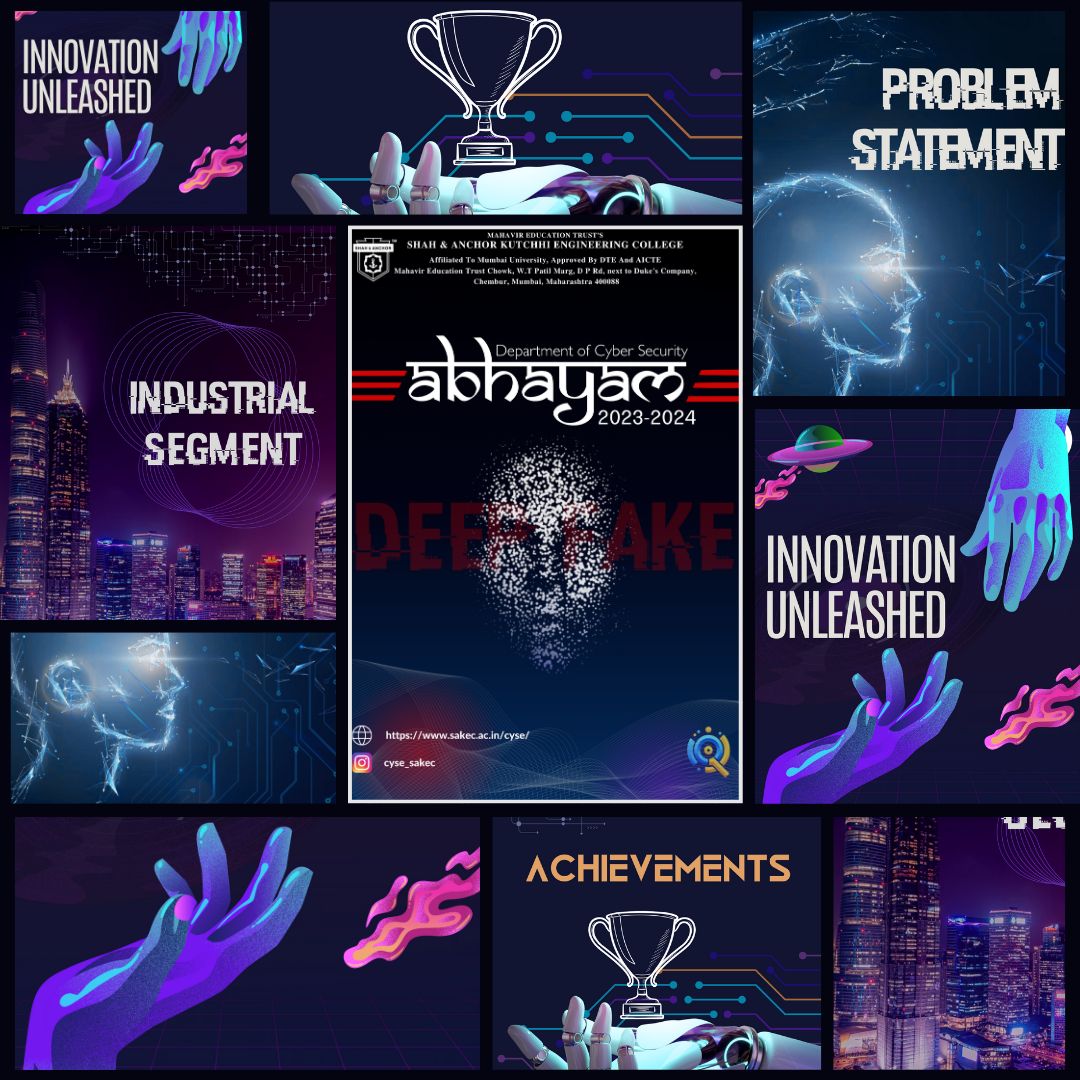 INNOVATION
UNLEASHED
PROBLEM
STATEMENT
MAHAVIR EDUCATION TRUST'S
SHAH & ANCHOR KUTCHHI ENGINEERING COLLEGE
Affiliated To Mumbai University, Approved By DTE And AICTE
Mahavir Education Trust Chowk, W.T Patil Marg, D P Rd, next to Duke's Company,
Chembur, Mumbai, Maharashtra 400088
SHAH & ANCHOR
INDUSTRIAL
SEGMENT
Department of Cyber Security
abhayam
2023-2024
DEEP FAKE
https://www.sakec.ac.in/cyse/
cyse_sakec
INNOVATION
UNLEASHED
ACHIEVEMENTS